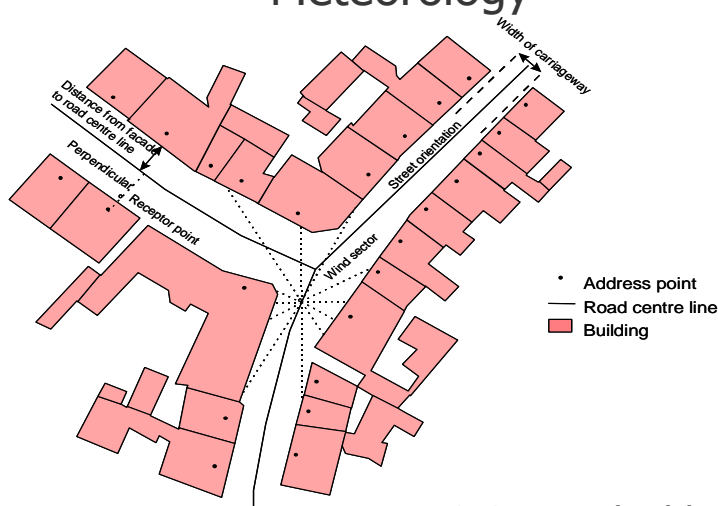 Meteorology
Width of carriageway
Distance from facade
to road centre line
Street orientation
Perpendicular
Receptor point
Wind sector
Address point
Road centre line
Building